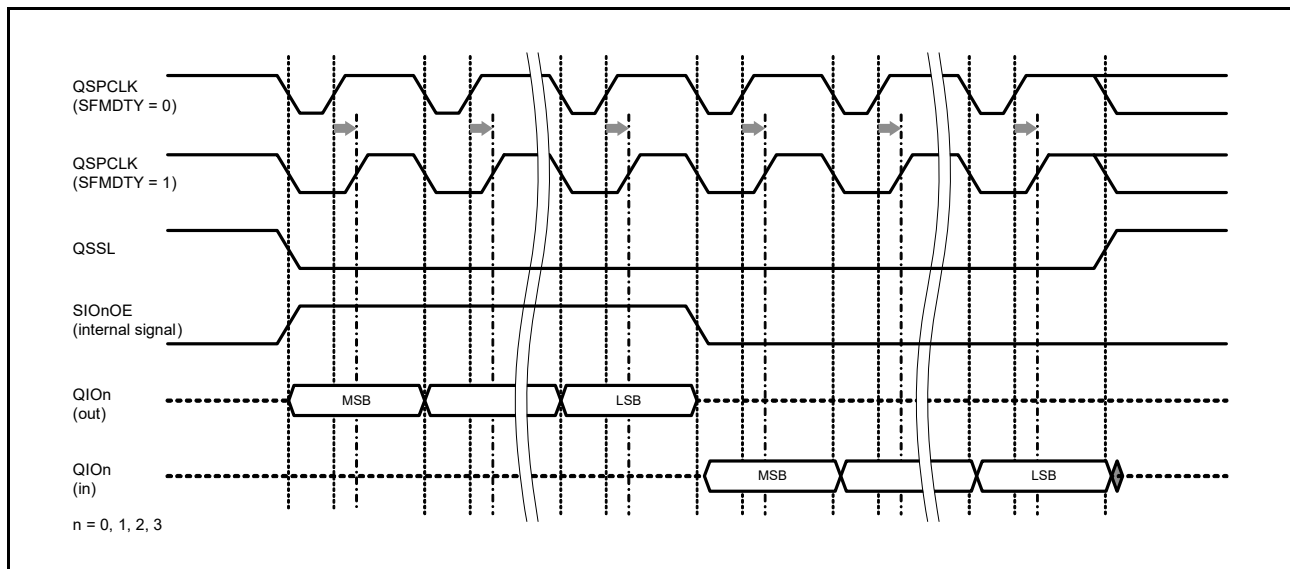 QSPCLK
(SFMDTY = 0)
QSPCLK
(SFMDTY = 1)
QSSL
SIOnOE
(internal signal)
QIOn
(out)
MSB
LSB
QIOn
(in)
MSB
LSB
n = 0, 1, 2, 3